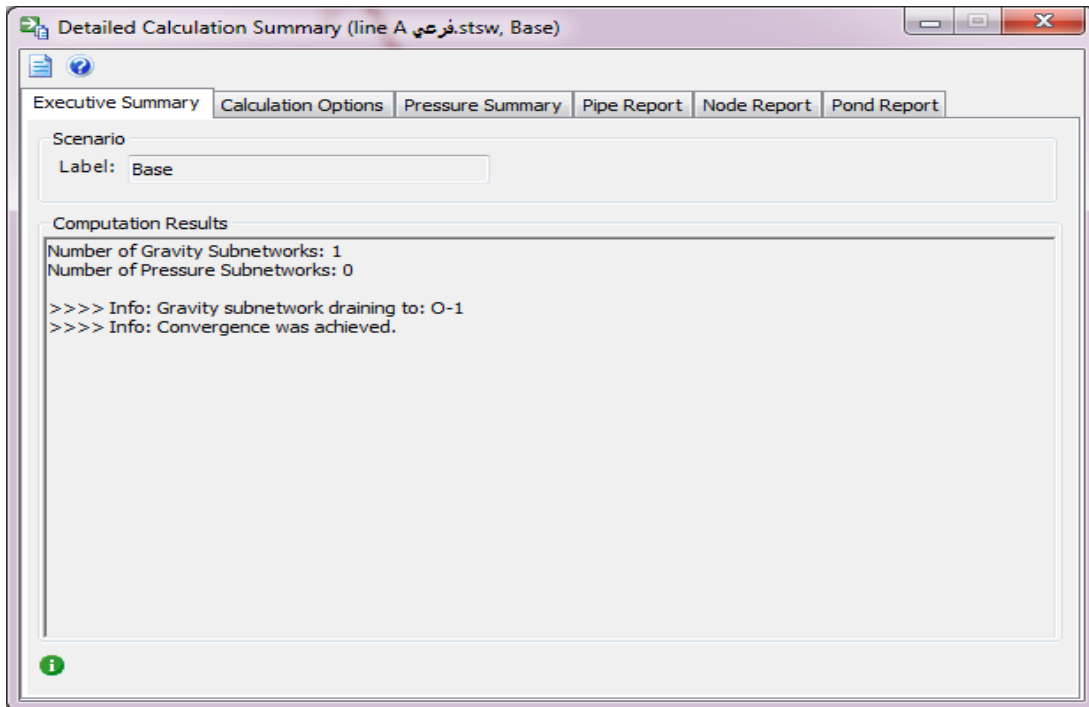 Detailed Calculation Summary (line A فرعي.stsw, Base)
Executive Summary
Calculation Options
Pressure Summary
Pipe Report
Node Report
Pond Report
Scenario
Label: Base
Computation Results
Number of Gravity Subnetworks: 1
Number of Pressure Subnetworks: 0
>>>> Info: Gravity subnetwork draining to: O-1
>>>> Info: Convergence was achieved.